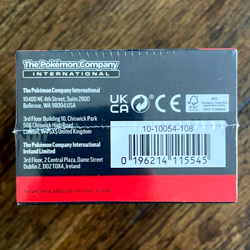 The Pokémon Company
INTERNATIONAL
The Pokémon Company International
10400 NE 4th Street, Suite 2800
Bellevue, WA 98004 USA
3rd Floor Building 10, Chiswick Park
566 Chiswick High Road
London, W45XS United Kingdom
The Pokémon Company International
Ireland Limited
3rd Floor, 2 Central Plaza, Dame Street
Dublin 2, D02 TOX4, Ireland
UK
CA
CE
10-10054-108
0 196214 115545